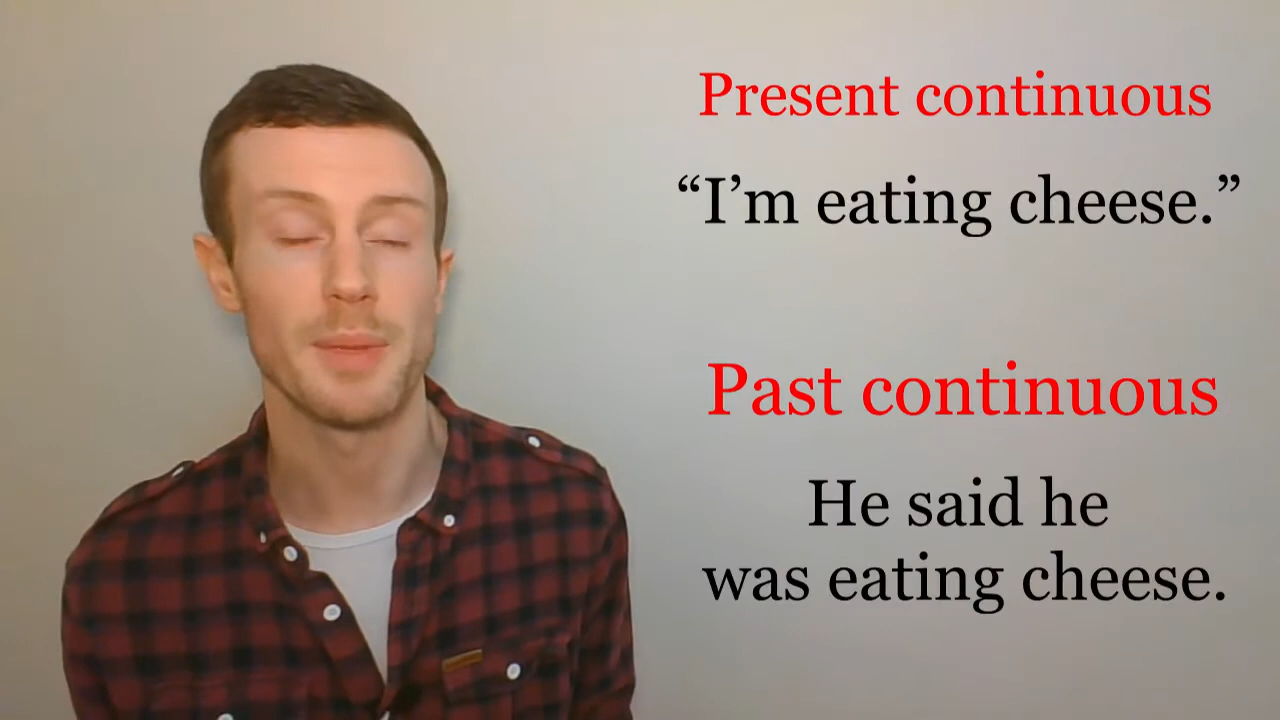 Present continuous
“I’m eating cheese.”
Past continuous
He said he
was eating cheese.